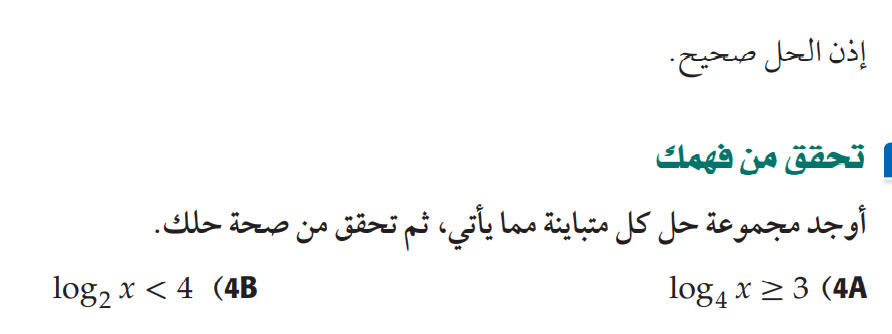 إذن الحل صحيح.
تحقق من فهمك
أوجد مجموعة حل كل متباينة مما يأتي، ثم تحقق من صحة حلك.
log₄ x ≥ 3 (4A log₂ x < 4 (4B